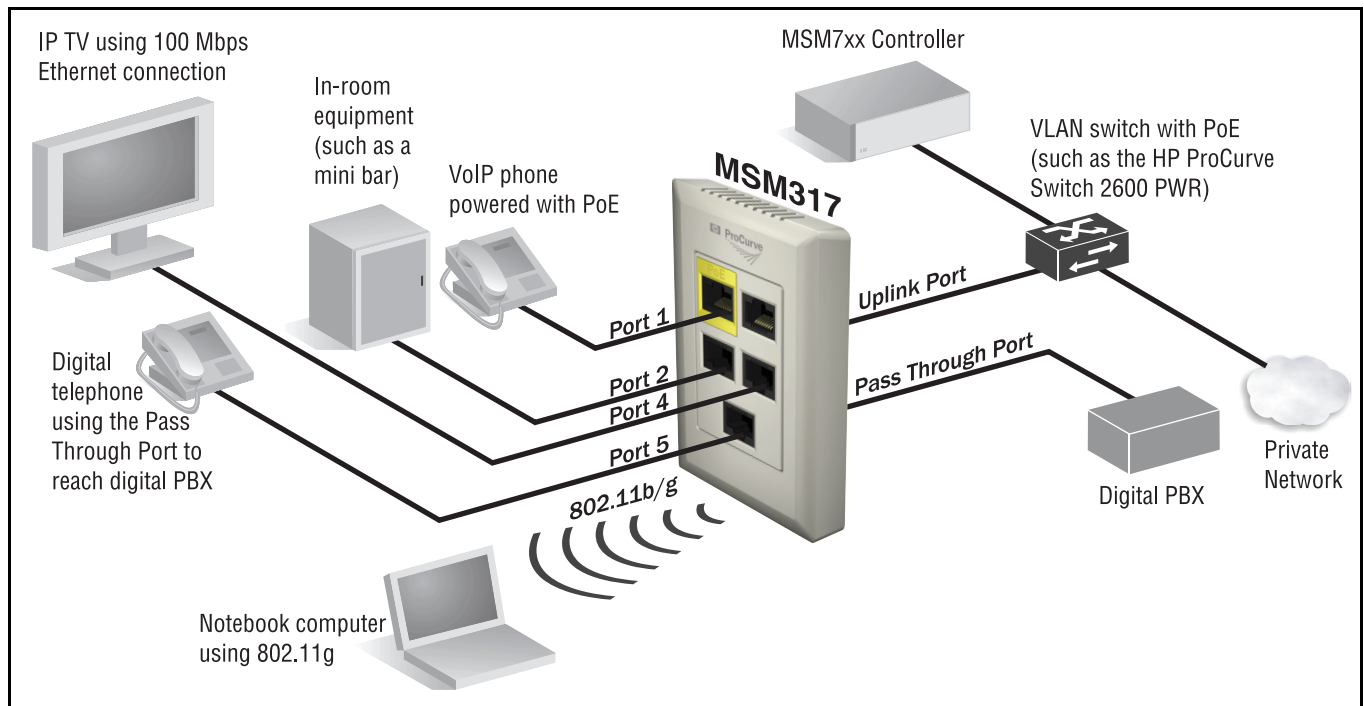 IP TV using 100 Mbps
Ethernet connection
In-room
equipment
(such as a
mini bar)
VoIP phone
powered with PoE
MSM7xx Controller
VLAN switch with PoE
(such as the HP ProCurve
Switch 2600 PWR)
MSM317
ProCurve
PoE
Port 1
Port 2
Port 4
Port 5
Uplink Port
Pass Through Port
Digital
telephone
using the Pass
Through Port to
reach digital PBX
802.11b/g
Digital PBX
Private
Network
Notebook computer
using 802.11g